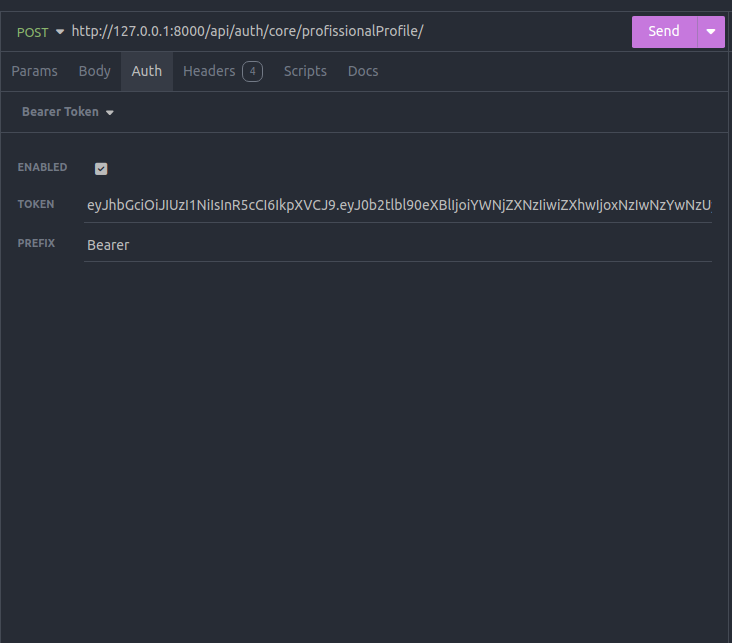 POST http://127.0.0.1:8000/api/auth/core/profissionalProfile/ Send
Params Body Auth Headers 4 Scripts Docs
Bearer Token
ENABLED
TOKEN eyJhbGciOiJIUzI1NiIsInR5cCI6IkpXVCJ9.eyJ0b2tlbl90eXBlIjoiYWNjZXNzIiwiZXhwIjoxNzIwNzYwNzU
PREFIX Bearer